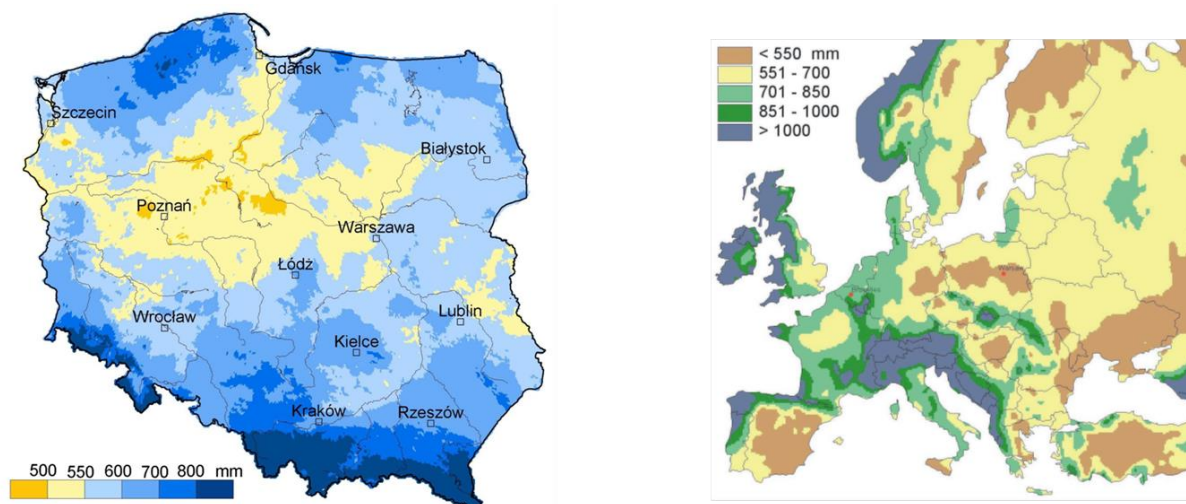 Gdańsk
Szczecin
Białystok
Poznań
Warszawa
Łódź
Wrocław
Lublin
Kielce
Kraków
Rzeszów
500 550 600 700 800 mm
< 550 mm
551 - 700
701 - 850
851 - 1000
> 1000
Warsaw